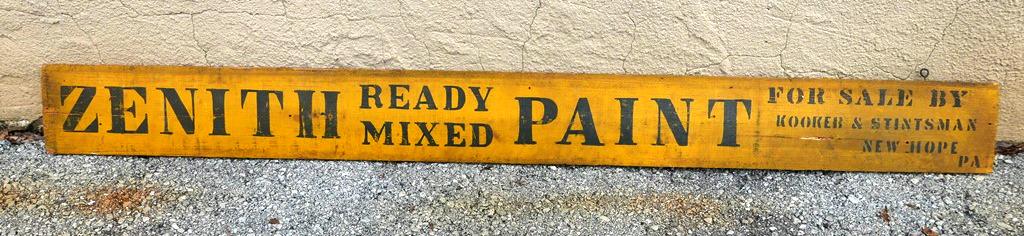 ZENITH READY MIXED PAINT
FOR SALE BY
KOOKER & STINTSMAN
NEW HOPE
PA